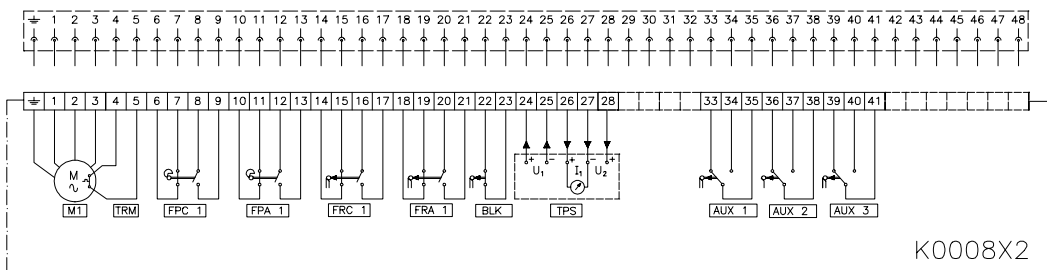 1 2 3 4 5 6 7 8 9 10 11 12 13 14 15 16 17 18 19 20 21 22 23 24 25 26 27 28 29 30 31 32 33 34 35 36 37 38 39 40 41 42 43 44 45 46 47 48
1 2 3 4 5 6 7 8 9 10 11 12 13 14 15 16 17 18 19 20 21 22 23 24 25 26 27 28 33 34 35 36 37 38 39 40 41
+ − + − +
M ~ U₁ I₁ U₂
M1 TRM FPC 1 FPA 1 FRC 1 FRA 1 BLK TPS AUX 1 AUX 2 AUX 3
K0008X2